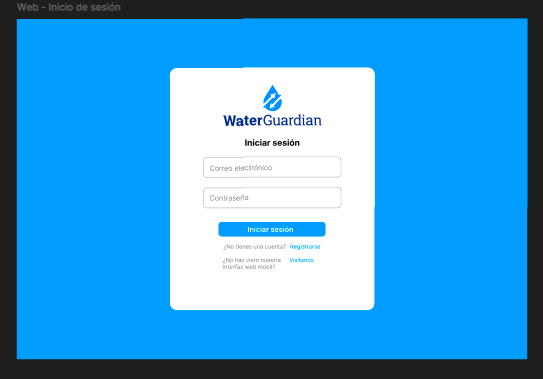 Web - Inicio de sesión
WaterGuardian
Iniciar sesión
Correo electrónico
Contraseña
Iniciar sesión
¿No tienes una cuenta? Registrarse
¿No haz visto nuestra interfaz web mobil? Visítanos